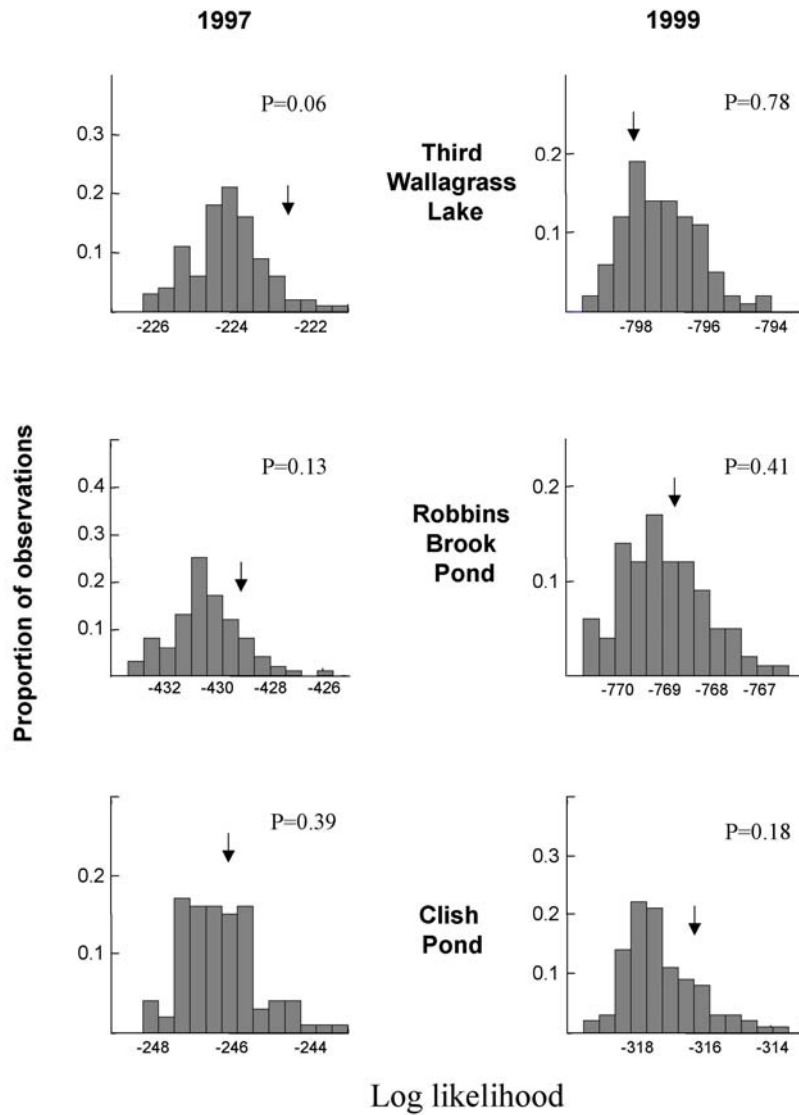 1997
1999
P=0.06
0.3
0.2
0.1
-226
-224
-222
Third
Wallagrass
Lake
P=0.78
0.2
0.1
-798
-796
-794
Proportion of observations
P=0.13
0.4
0.3
0.2
0.1
-432
-430
-428
-426
Robbins
Brook
Pond
P=0.41
0.2
0.1
-770
-769
-768
-767
P=0.39
0.2
0.1
-248
-246
-244
Clish
Pond
P=0.18
0.3
0.2
0.1
-318
-316
-314
Log likelihood